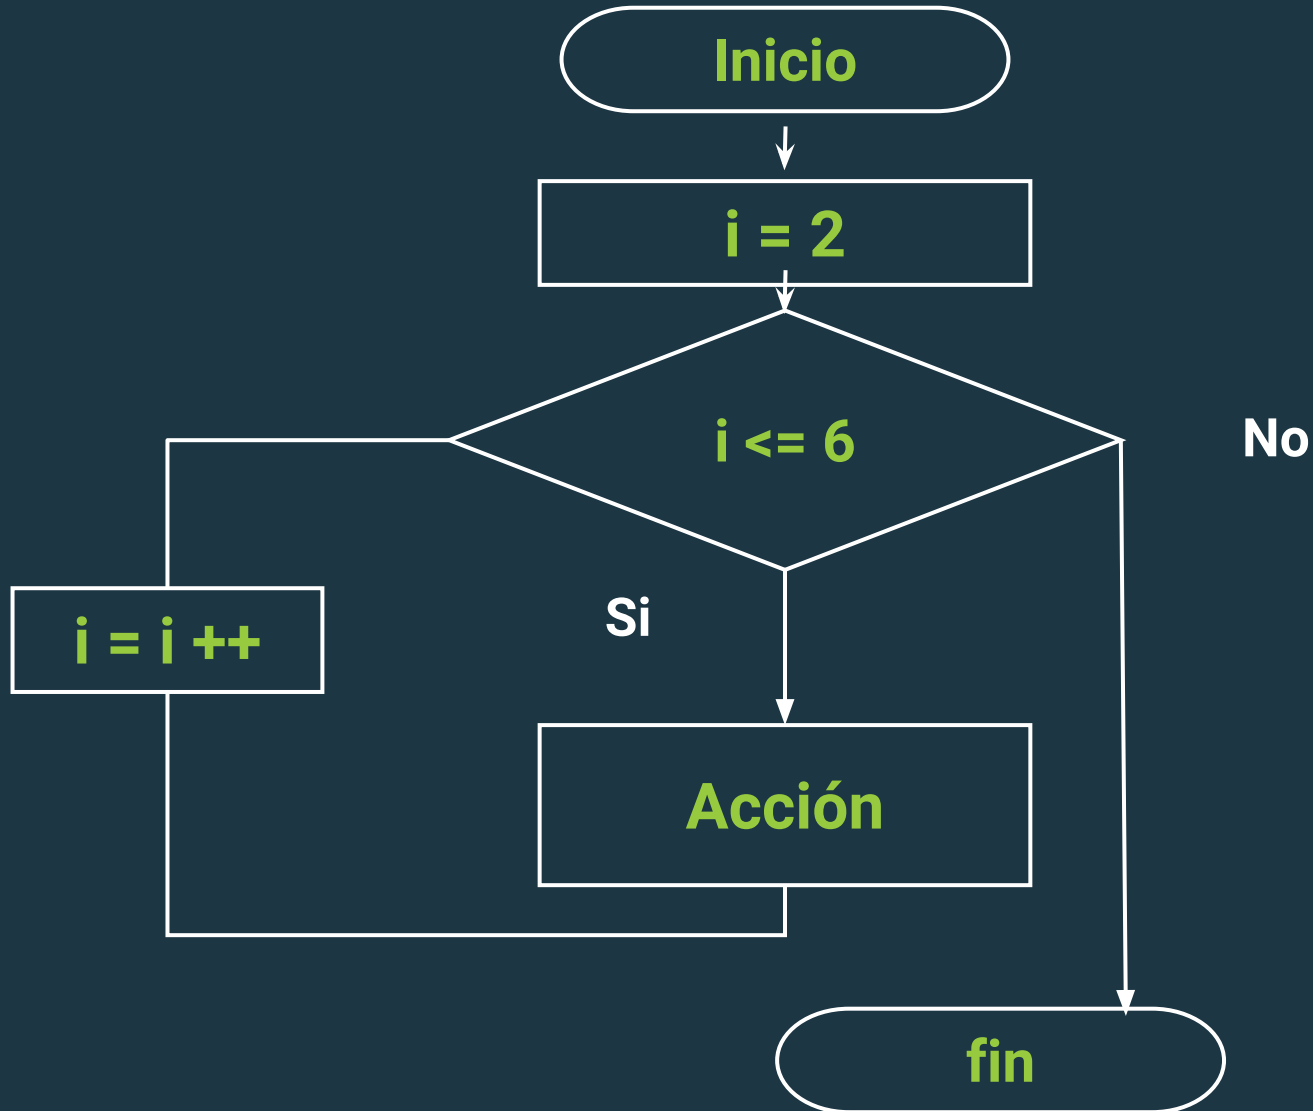 Inicio
i = 2
i <= 6
No
Si
i = i ++
Acción
fin